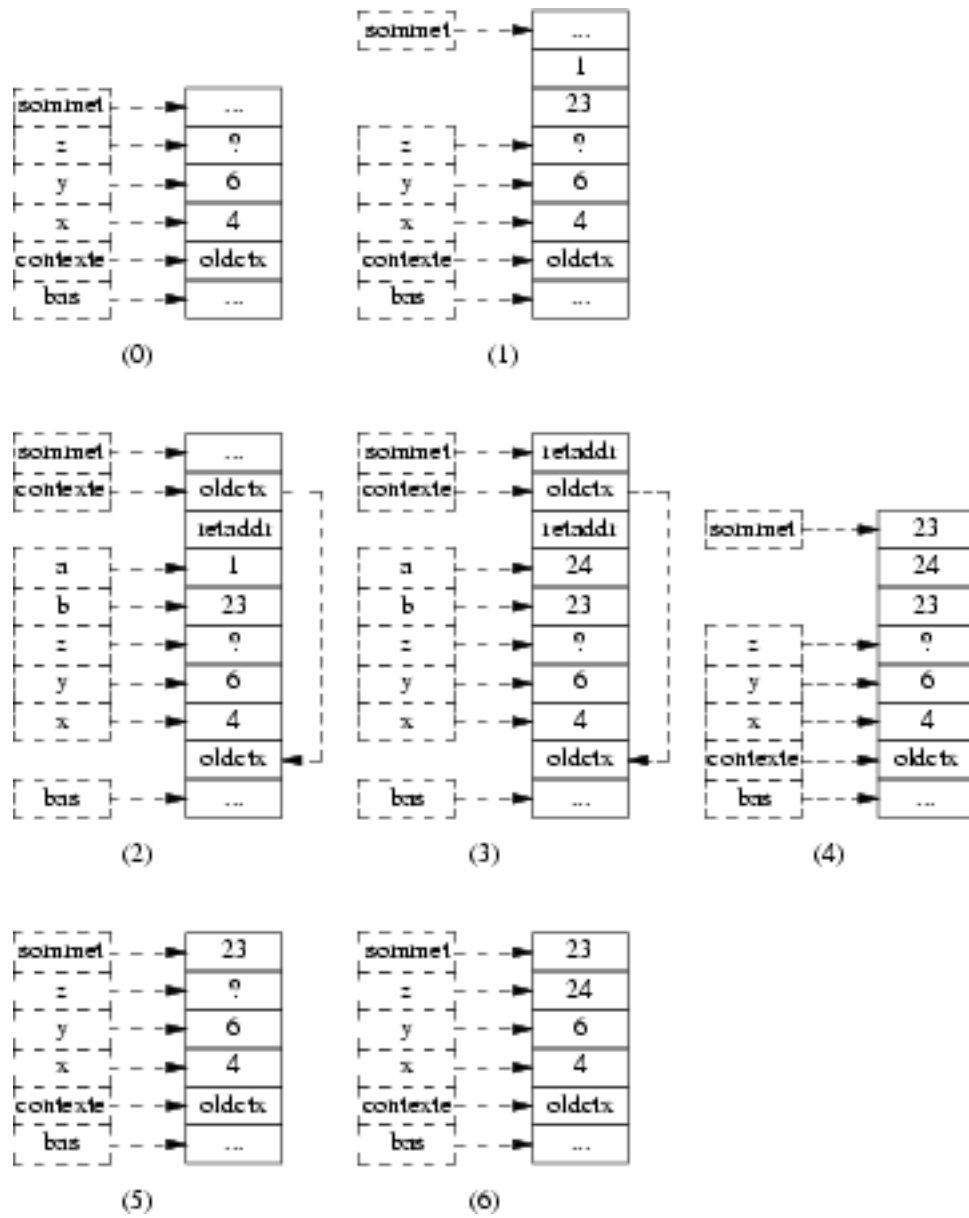 sommet ...
1
sommet ... 23
z ? z ?
y 6 y 6
x 4 x 4
contexte oldctx contexte oldctx
bas ... bas ...
(0) (1)
sommet ... sommet retaddr
contexte oldctx contexte oldctx
retaddr retaddr sommet 23
a 1 a 24 24
b 23 b 23 23
z ? z ? z ?
y 6 y 6 y 6
x 4 x 4 x 4
oldctx oldctx contexte oldctx
bas ... bas ... bas ...
(2) (3) (4)
sommet 23 sommet 23
z ? z 24
y 6 y 6
x 4 x 4
contexte oldctx contexte oldctx
bas ... bas ...
(5) (6)